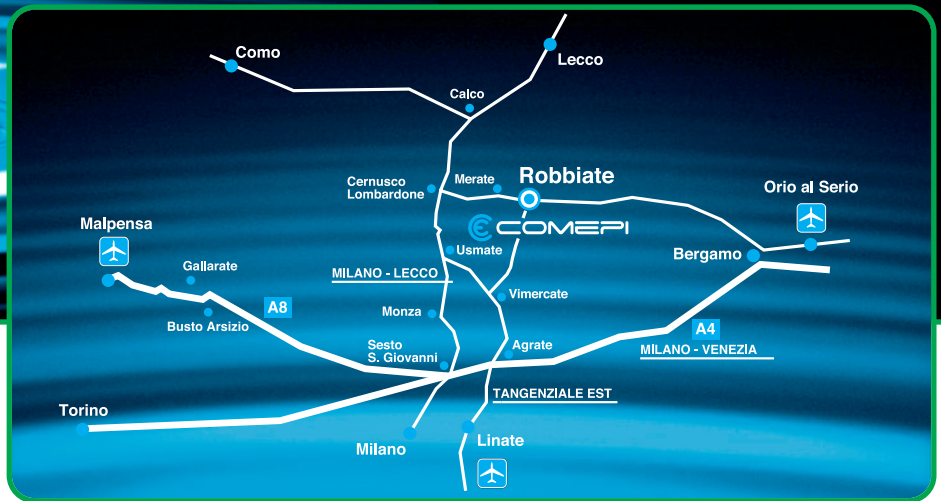 Como
Lecco
Calco
Cernusco
Lombardone
Merate
Robbiate
Orio al Serio
Malpensa
COMEPI
Usmate
Bergamo
Gallarate
MILANO - LECCO
Vimercate
A8
Busto Arsizio
Monza
A4
Sesto
S. Giovanni
Agrate
MILANO - VENEZIA
TANGENZIALE EST
Torino
Milano
Linate